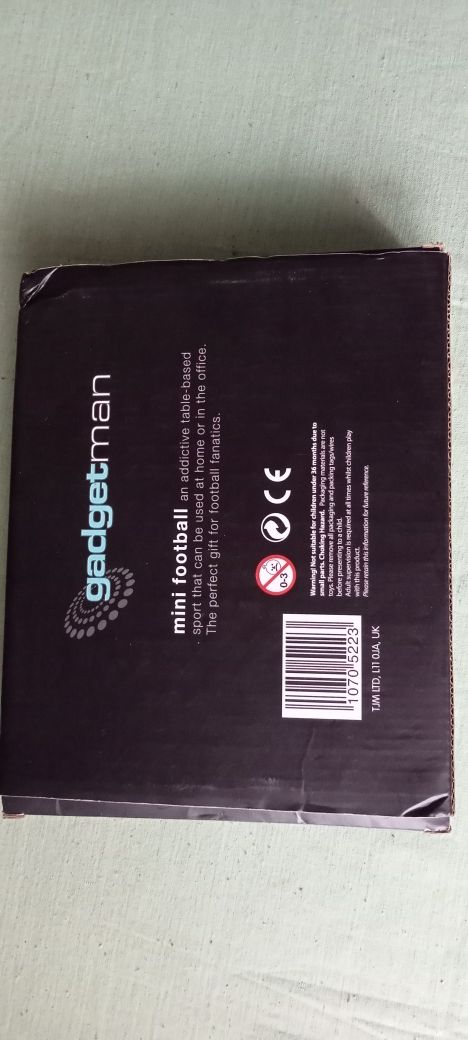 gadgetman
mini football an addictive table-based
sport that can be used at home or in the office.
The perfect gift for football fanatics.
0-3
CE
Warning! Not suitable for children under 36 months due to
small parts. Choking Hazard. Packaging materials are not
toys. Please remove all packaging and packing tags/wires
before presenting to a child.
Adult supervision is required at all times whilst children play
with this product.
Please retain this information for future reference.
1070 5223
TJM LTD, L11 0JA, UK